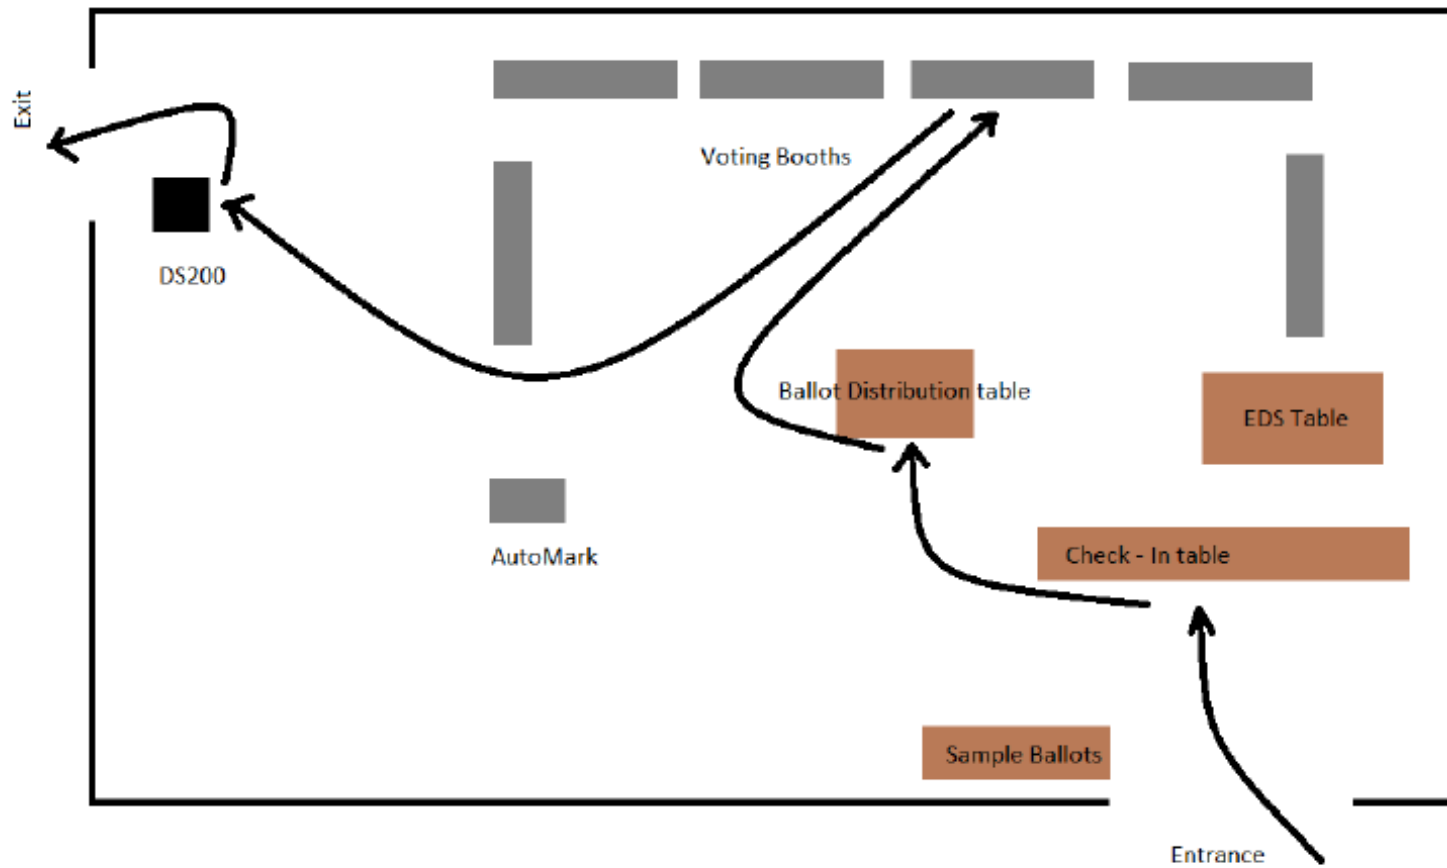 Exit
Voting Booths
DS200
Ballot Distribution table
EDS Table
AutoMark
Check - In table
Sample Ballots
Entrance